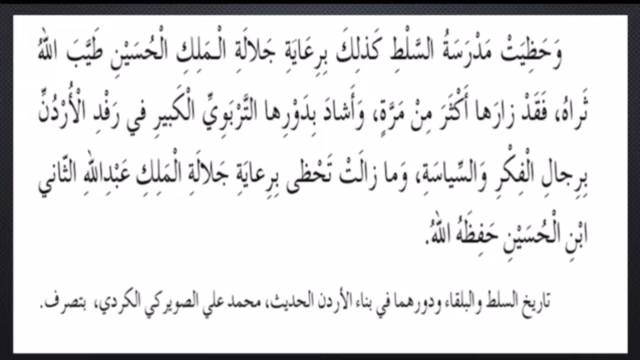 وَحَظِيَتْ مَدْرَسَةُ السَّلْطِ كَذلِكَ بِرِعَايَةِ جَلالَةِ الْمَلِكِ الْحُسَيْنِ طَيَّبَ اللهُ
ثَراهُ، فَقَدْ زارَها أَكْثَرَ مِنْ مَرَّةٍ، وَأَشادَ بِدَوْرِها التَّرْبَوِيِّ الْكَبيرِ في رَفْدِ الْأُرْدُنِّ
بِرِجالِ الْفِكْرِ وَالسِّياسَةِ، وَما زالَتْ تَحْظى بِرِعايَةِ جَلالَةِ الْمَلِكِ عَبْدِاللهِ الثّاني
ابْنِ الْحُسَيْنِ حَفِظَهُ اللهُ.
تاريخ السلط والبلقاء ودورهما في بناء الأردن الحديث، محمد علي الصويركي الكردي، بتصرف.